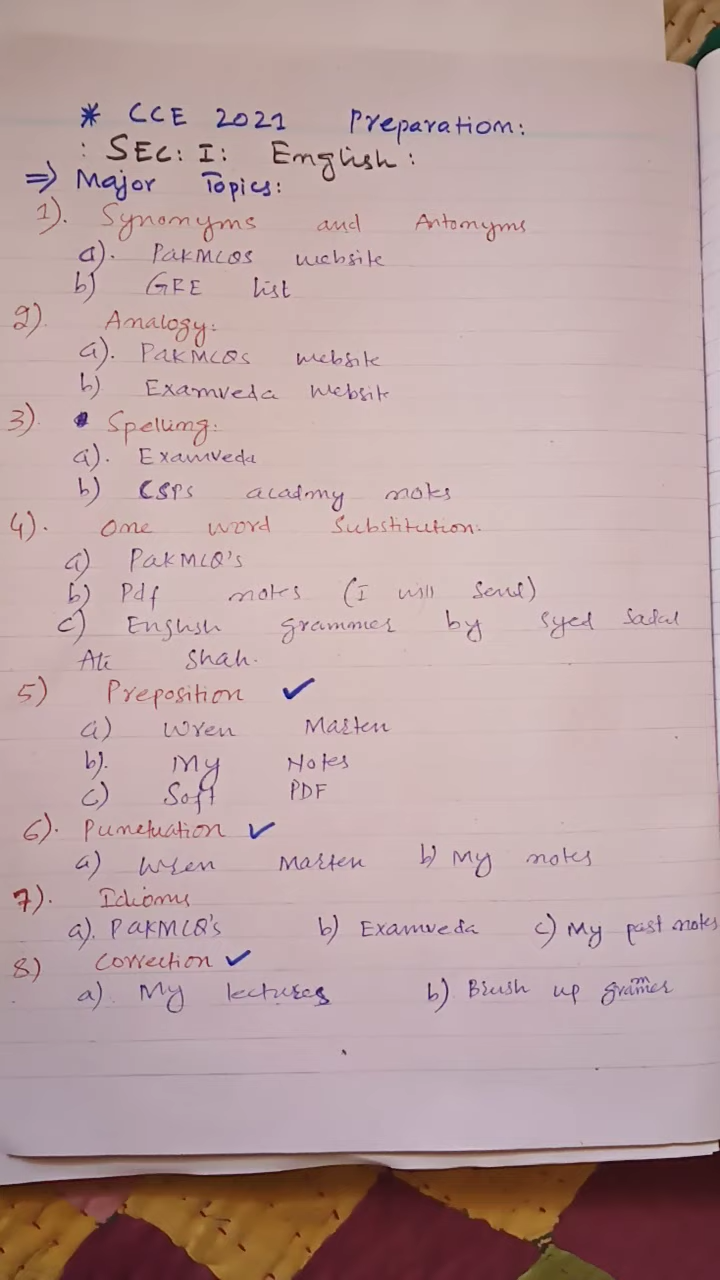 * CCE 2021 Preparation:
: SEC: I: English:
⇒ Major Topics:
1). Synonyms and Antonyms
a). PakMCQS website
b) GRE list
2). Analogy:
a). PakMCQS website
b) Examveda website
3). Spelling:
a). Examveda
b) CSPS acadmy notes
4). One word Substitution:
a) PakMCQ's
b) Pdf notes (I will send)
c) English grammer by Syed
Ali Shah.
5) Preposition ✓
a) Wren Marten
b). My Notes
c) Soft PDF
6). Punctuation ✓
a) Wren Marten b) My notes
7). Idioms
a). PAKMCQ's b) Examveda c) My past notes
8) Correction ✓
a). My lectures b) Brush up grammer